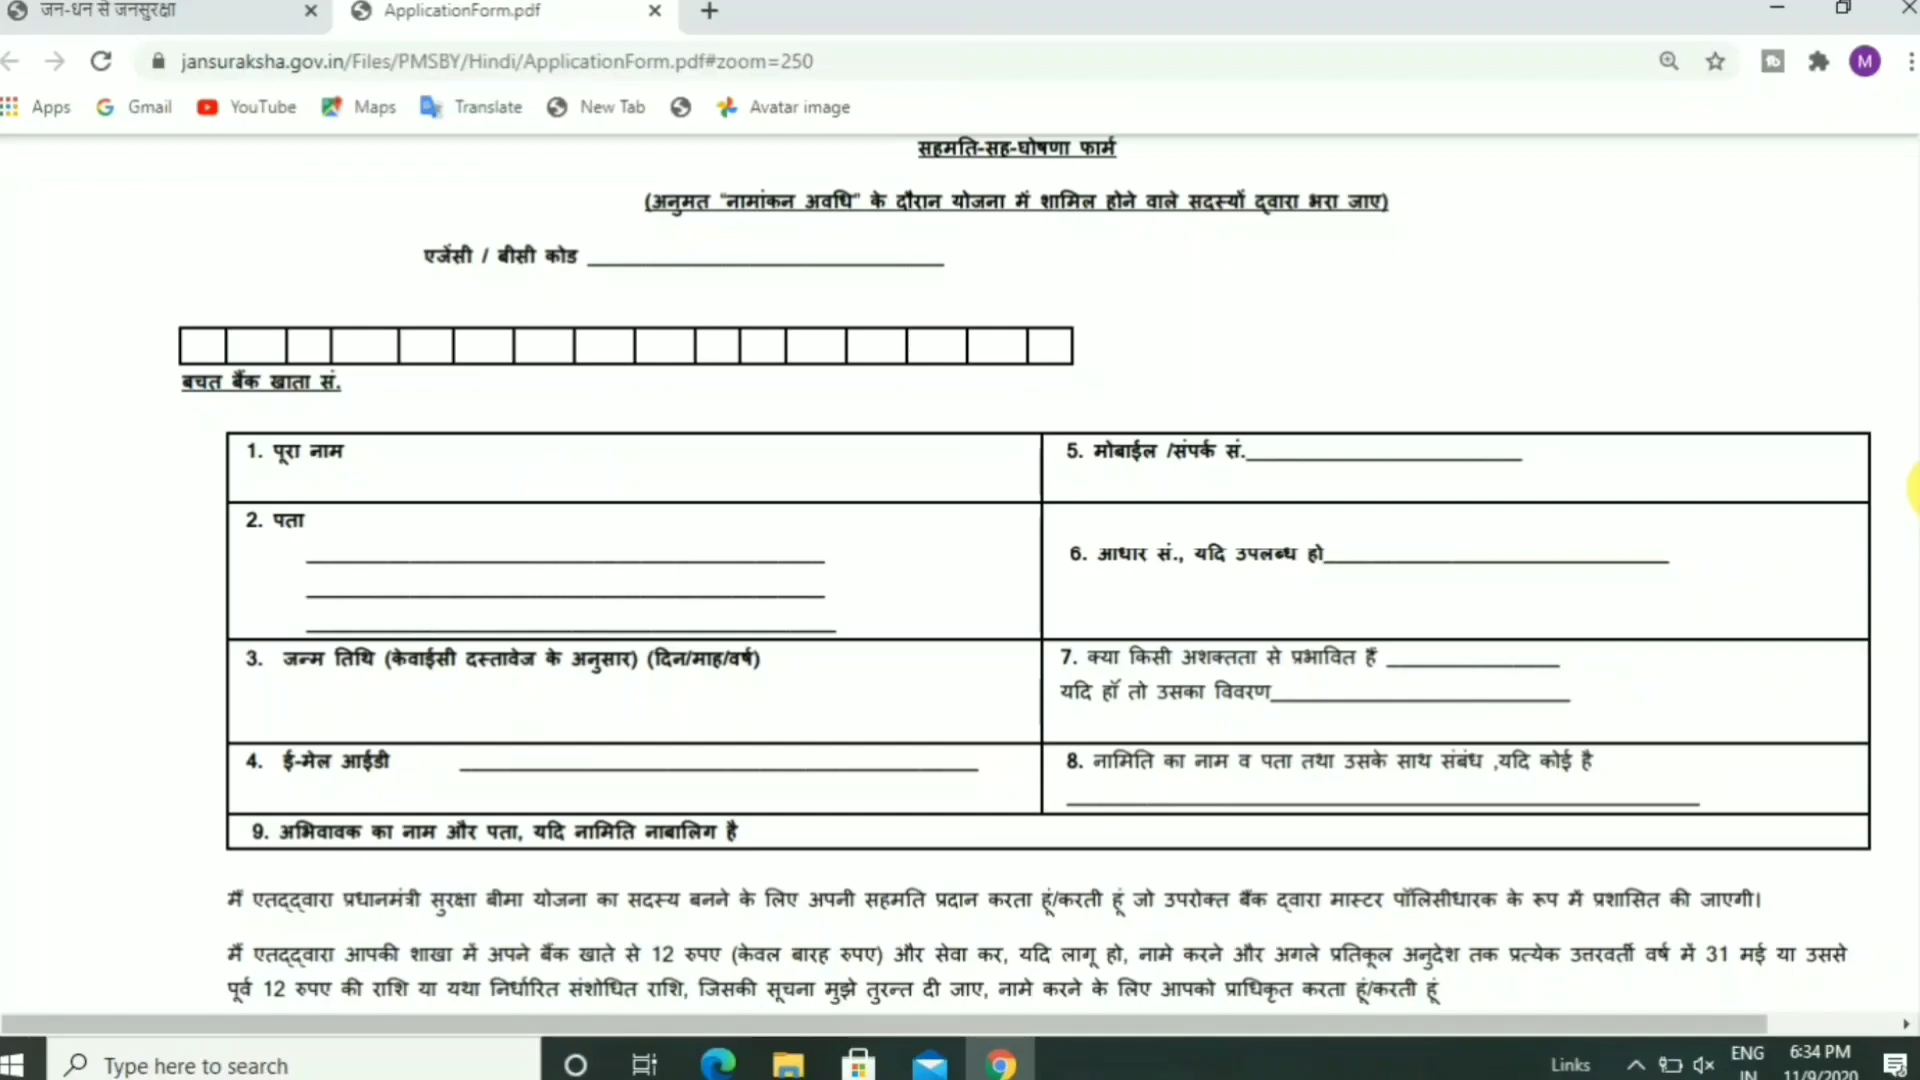 जन-धन से जनसुरक्षा
ApplicationForm.pdf
jansuraksha.gov.in/Files/PMSBY/Hindi/ApplicationForm.pdf#zoom=250
M
Apps
Gmail
YouTube
Maps
Translate
New Tab
Avatar image
सहमति-सह-घोषणा फार्म
(अनुमत "नामांकन अवधि" के दौरान योजना में शामिल होने वाले सदस्यों द्वारा भरा जाए)
एजेंसी / बीसी कोड
बचत बैंक खाता सं.
1. पूरा नाम
5. मोबाईल /संपर्क सं.
2. पता
6. आधार सं., यदि उपलब्ध हो
3. जन्म तिथि (केवाईसी दस्तावेज के अनुसार) (दिन/माह/वर्ष)
7. क्या किसी अशक्तता से प्रभावित हैं
यदि हाँ तो उसका विवरण
4. ई-मेल आईडी
8. नामिति का नाम व पता तथा उसके साथ संबंध ,यदि कोई है
9. अभिवावक का नाम और पता, यदि नामिति नाबालिग है
मैं एतद्द्वारा प्रधानमंत्री सुरक्षा बीमा योजना का सदस्य बनने के लिए अपनी सहमति प्रदान करता हूं/करती हूं जो उपरोक्त बैंक द्वारा मास्टर पॉलिसीधारक के रूप में प्रशासित की जाएगी।
मैं एतद्द्वारा आपकी शाखा में अपने बैंक खाते से 12 रुपए (केवल बारह रुपए) और सेवा कर, यदि लागू हो, नामे करने और अगले प्रतिकूल अनुदेश तक प्रत्येक उत्तरवर्ती वर्ष में 31 मई या उससे
पूर्व 12 रुपए की राशि या यथा निर्धारित संशोधित राशि, जिसकी सूचना मुझे तुरन्त दी जाए, नामे करने के लिए आपको प्राधिकृत करता हूं/करती हूं
Type here to search
Links
ENG
IN
6:34 PM
11/9/2020